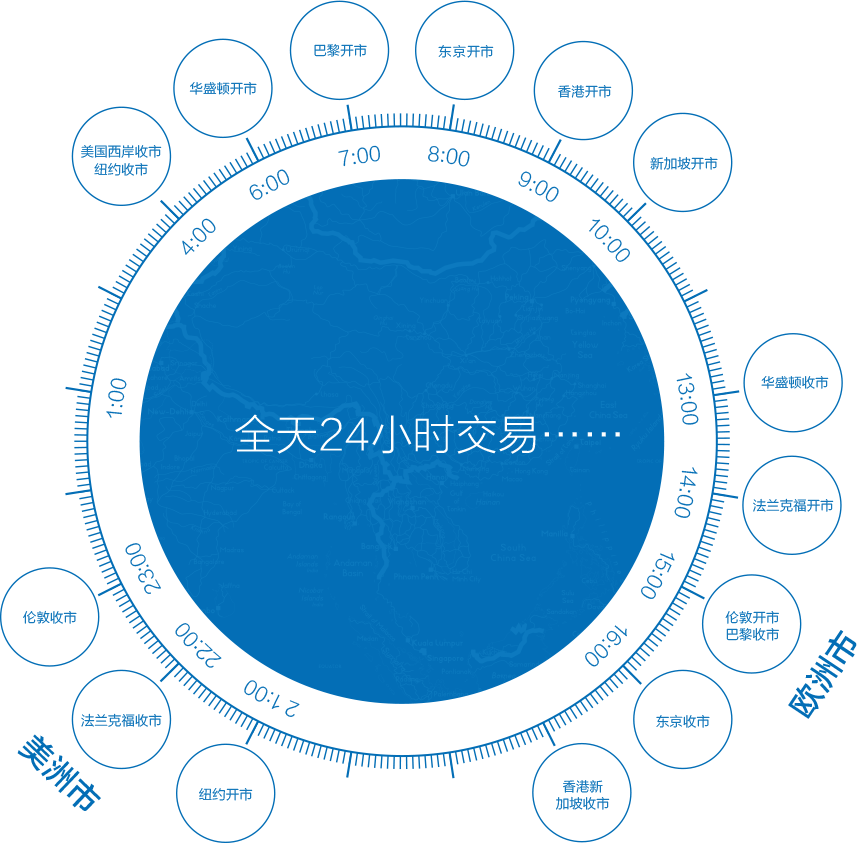 巴黎开市
东京开市
华盛顿开市
香港开市
美国西岸收市
纽约收市
新加坡开市
7:00
8:00
6:00
9:00
4:00
10:00
华盛顿收市
13:00
1:00
全天24小时交易……
14:00
法兰克福开市
15:00
23:00
伦敦收市
伦敦开市
巴黎收市
16:00
22:00
欧洲市
21:00
法兰克福收市
东京收市
美洲市
纽约开市
香港新
加坡收市